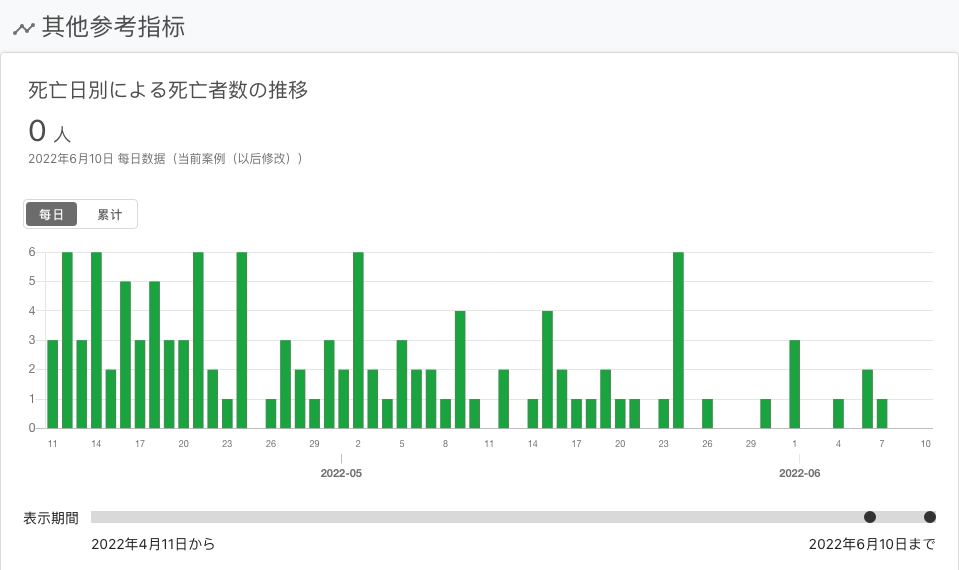 其他参考指标
死亡日別による死亡者数の推移
0 人
2022年6月10日 每日数据（当前案例（以后修改））
每日 累计
6
5
4
3
2
1
0
11 14 17 20 23 26 29 2 5 8 11 14 17 20 23 26 29 1 4 7 10
2022-05 2022-06
表示期間
2022年4月11日から 2022年6月10日まで